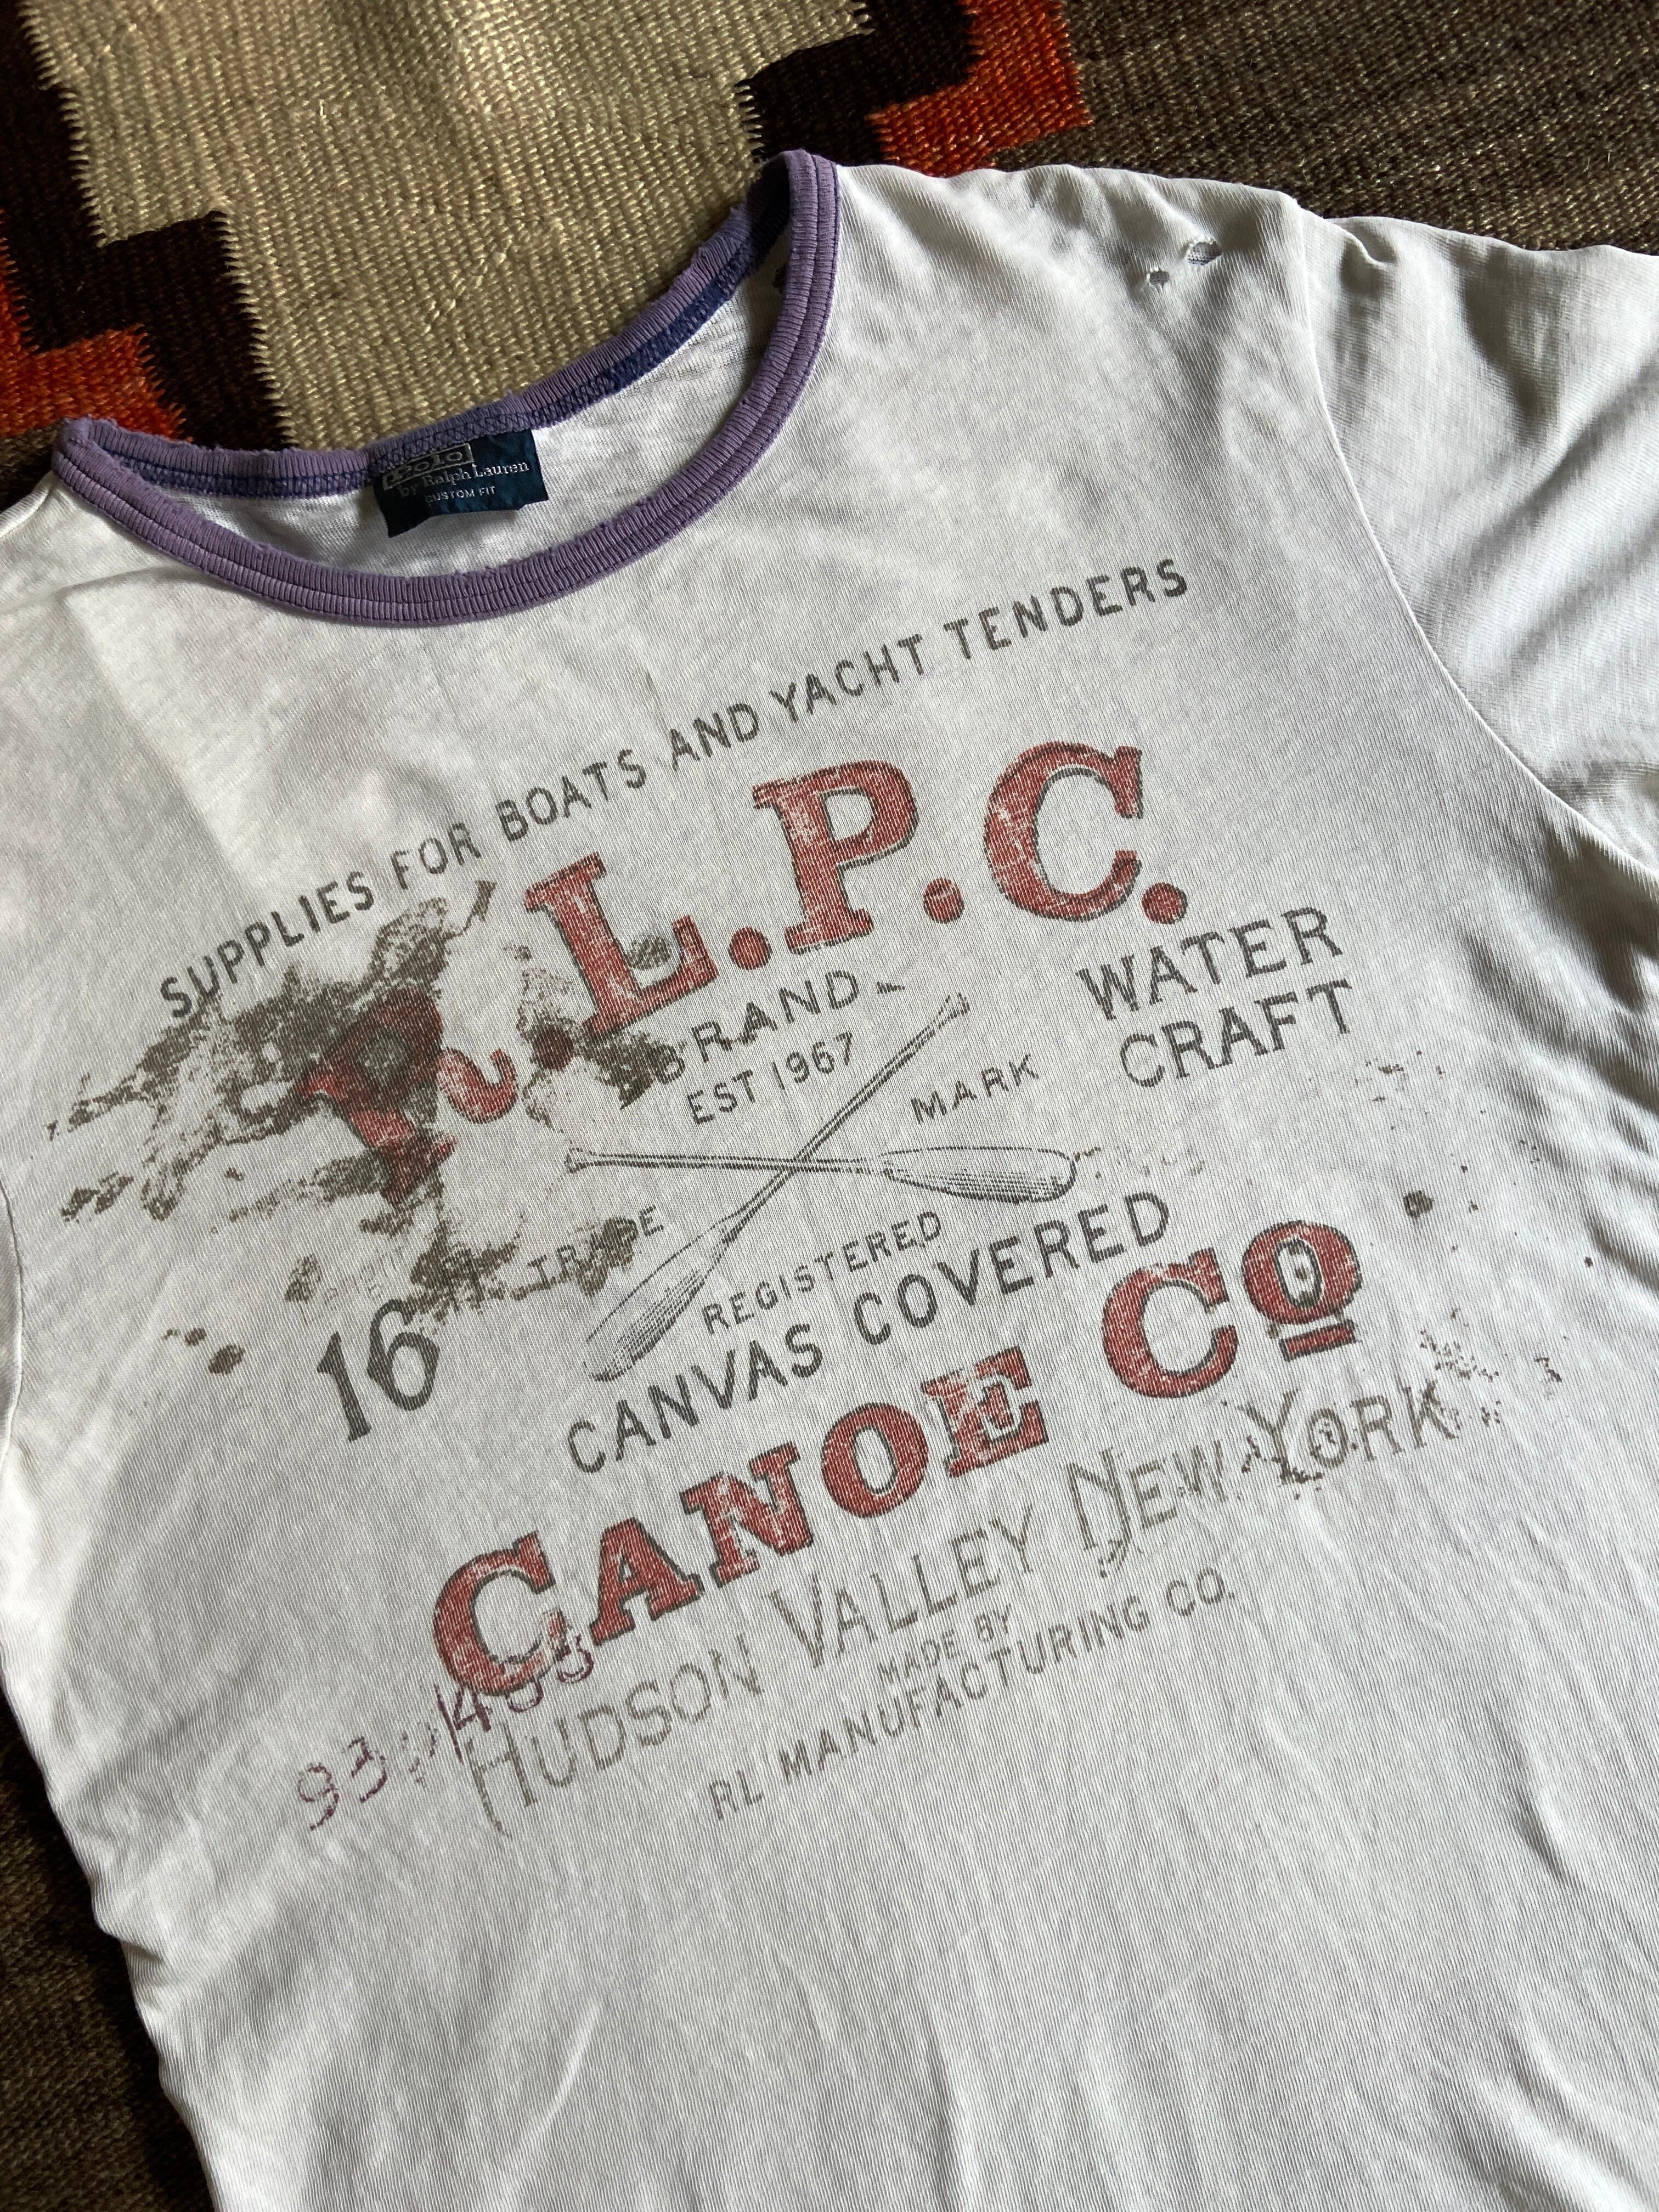 Polo
by Ralph Lauren
CUSTOM FIT
SUPPLIES FOR BOATS AND YACHT TENDERS
R.L.P.C.
BRAND
EST 1967
WATER
CRAFT
TRADE MARK
16
REGISTERED
CANVAS COVERED
CANOE Co
HUDSON VALLEY NEW YORK
MADE BY
RL MANUFACTURING CO.